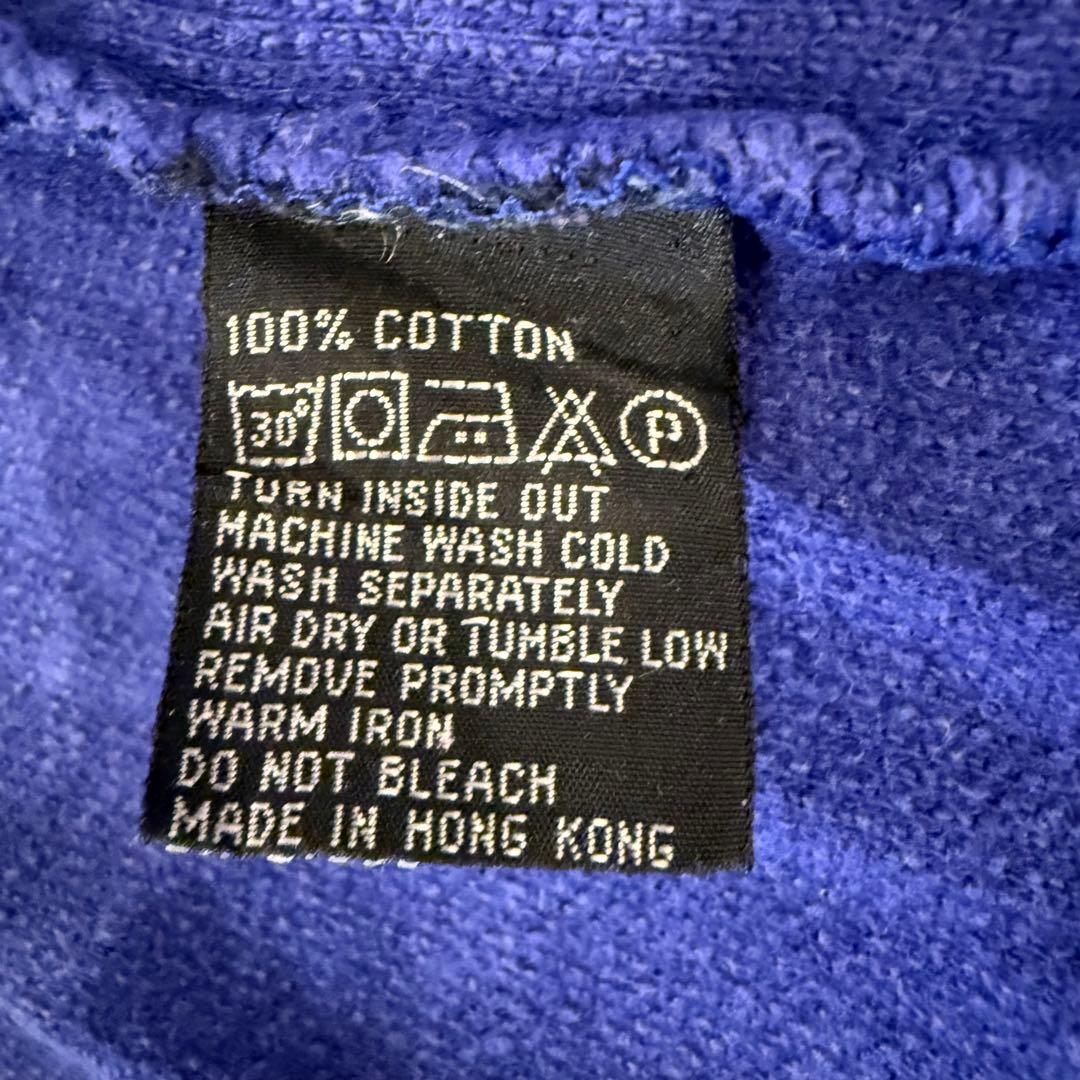 100% COTTON
30° P
TURN INSIDE OUT
MACHINE WASH COLD
WASH SEPARATELY
AIR DRY OR TUMBLE LOW
REMOVE PROMPTLY
WARM IRON
DO NOT BLEACH
MADE IN HONG KONG